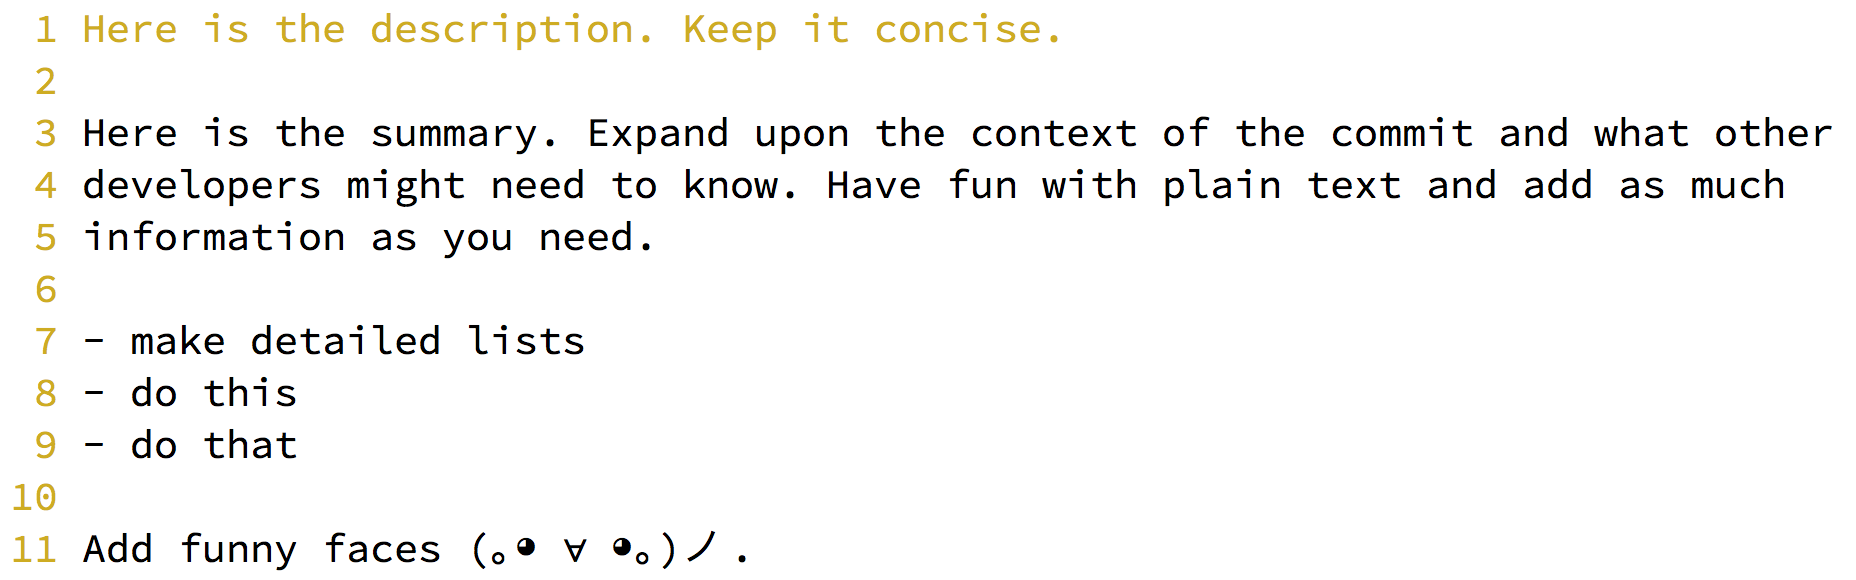 1 Here is the description. Keep it concise.
2
3 Here is the summary. Expand upon the context of the commit and what other
4 developers might need to know. Have fun with plain text and add as much
5 information as you need.
6
7 - make detailed lists
8 - do this
9 - do that
10
11 Add funny faces (｡◕ ∀ ◕｡)ノ.